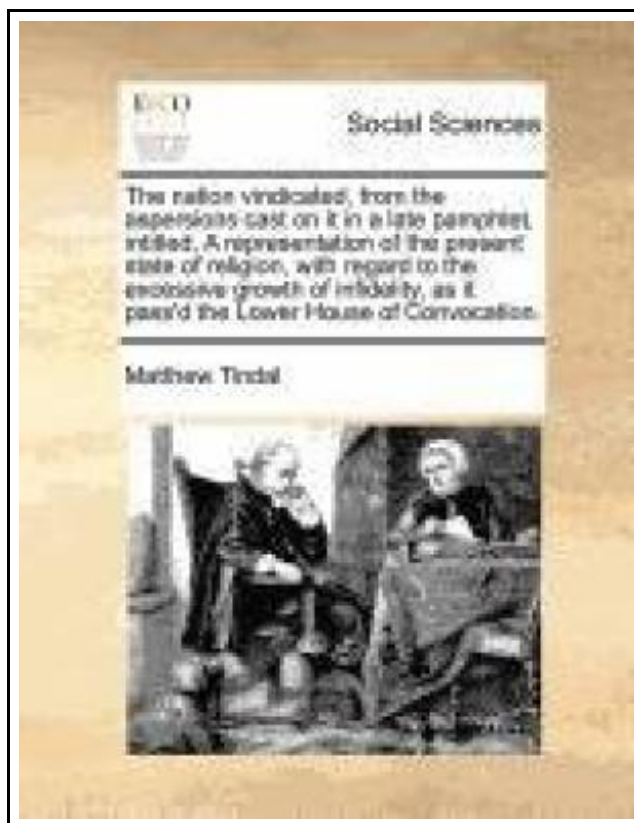 ECCO
Social Sciences
The nation vindicated, from the
aspersions cast on it in a late pamphlet,
intitled, A representation of the present
state of religion, with regard to the
excessive growth of infidelity, as it
pass'd the Lower House of Convocation.
Matthew Tindal